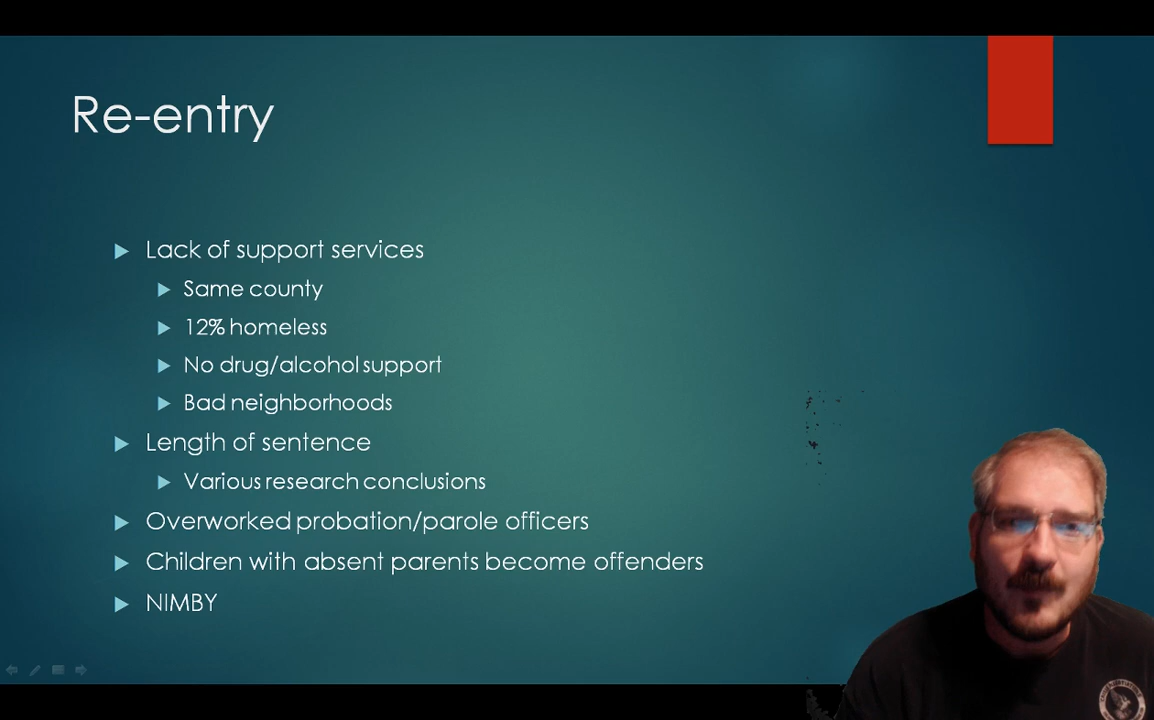 Re-entry
Lack of support services
Same county
12% homeless
No drug/alcohol support
Bad neighborhoods
Length of sentence
Various research conclusions
Overworked probation/parole officers
Children with absent parents become offenders
NIMBY